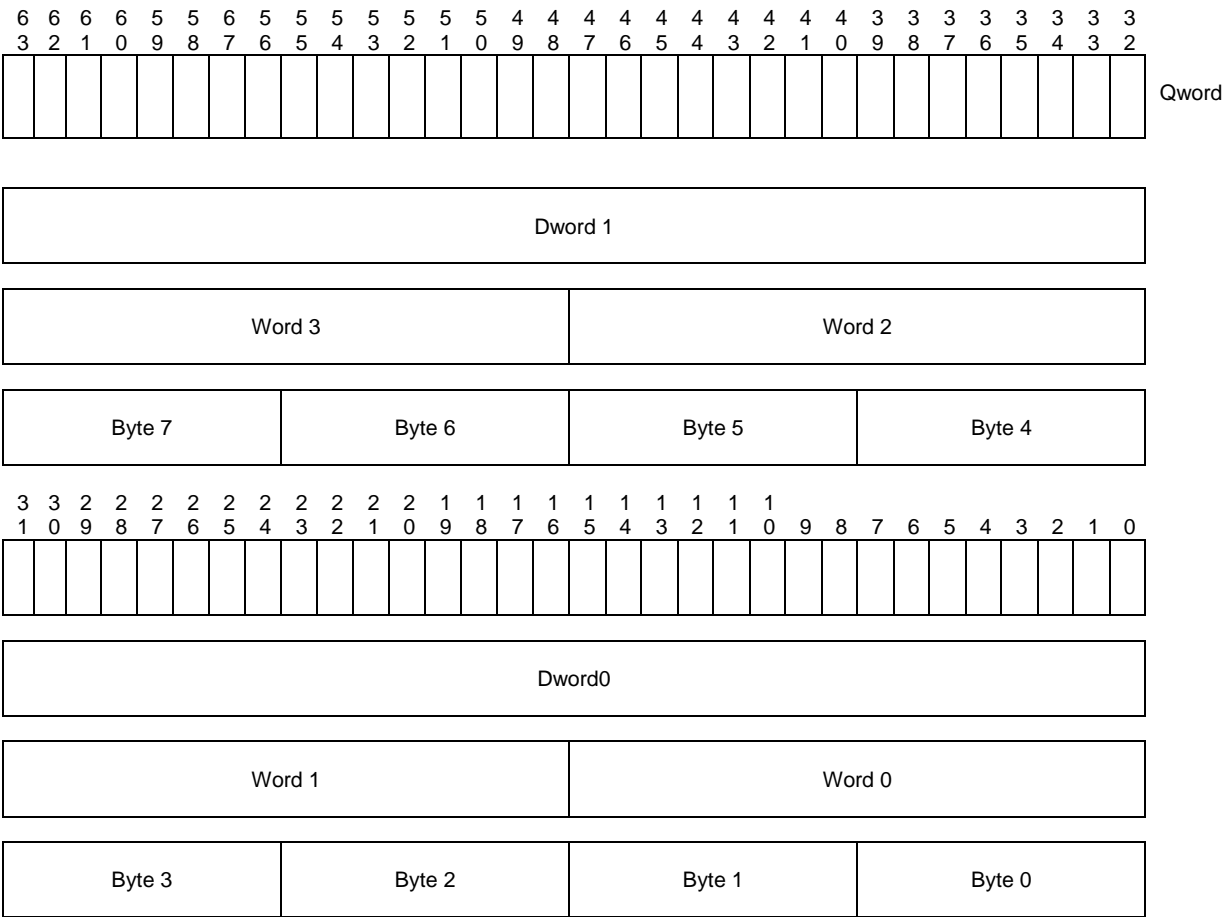 6 6 6 6 5 5 6 5 5 5 5 5 5 5 4 4 4 4 4 4 4 4 4 4 3 3 3 3 3 3 3 3
3 2 1 0 9 8 7 6 5 4 3 2 1 0 9 8 7 6 5 4 3 2 1 0 9 8 7 6 5 4 3 2
Qword
Dword 1
Word 3 Word 2
Byte 7 Byte 6 Byte 5 Byte 4
3 3 2 2 2 2 2 2 2 2 2 2 1 1 1 1 1 1 1 1 1 1
1 0 9 8 7 6 5 4 3 2 1 0 9 8 7 6 5 4 3 2 1 0 9 8 7 6 5 4 3 2 1 0
Dword0
Word 1 Word 0
Byte 3 Byte 2 Byte 1 Byte 0